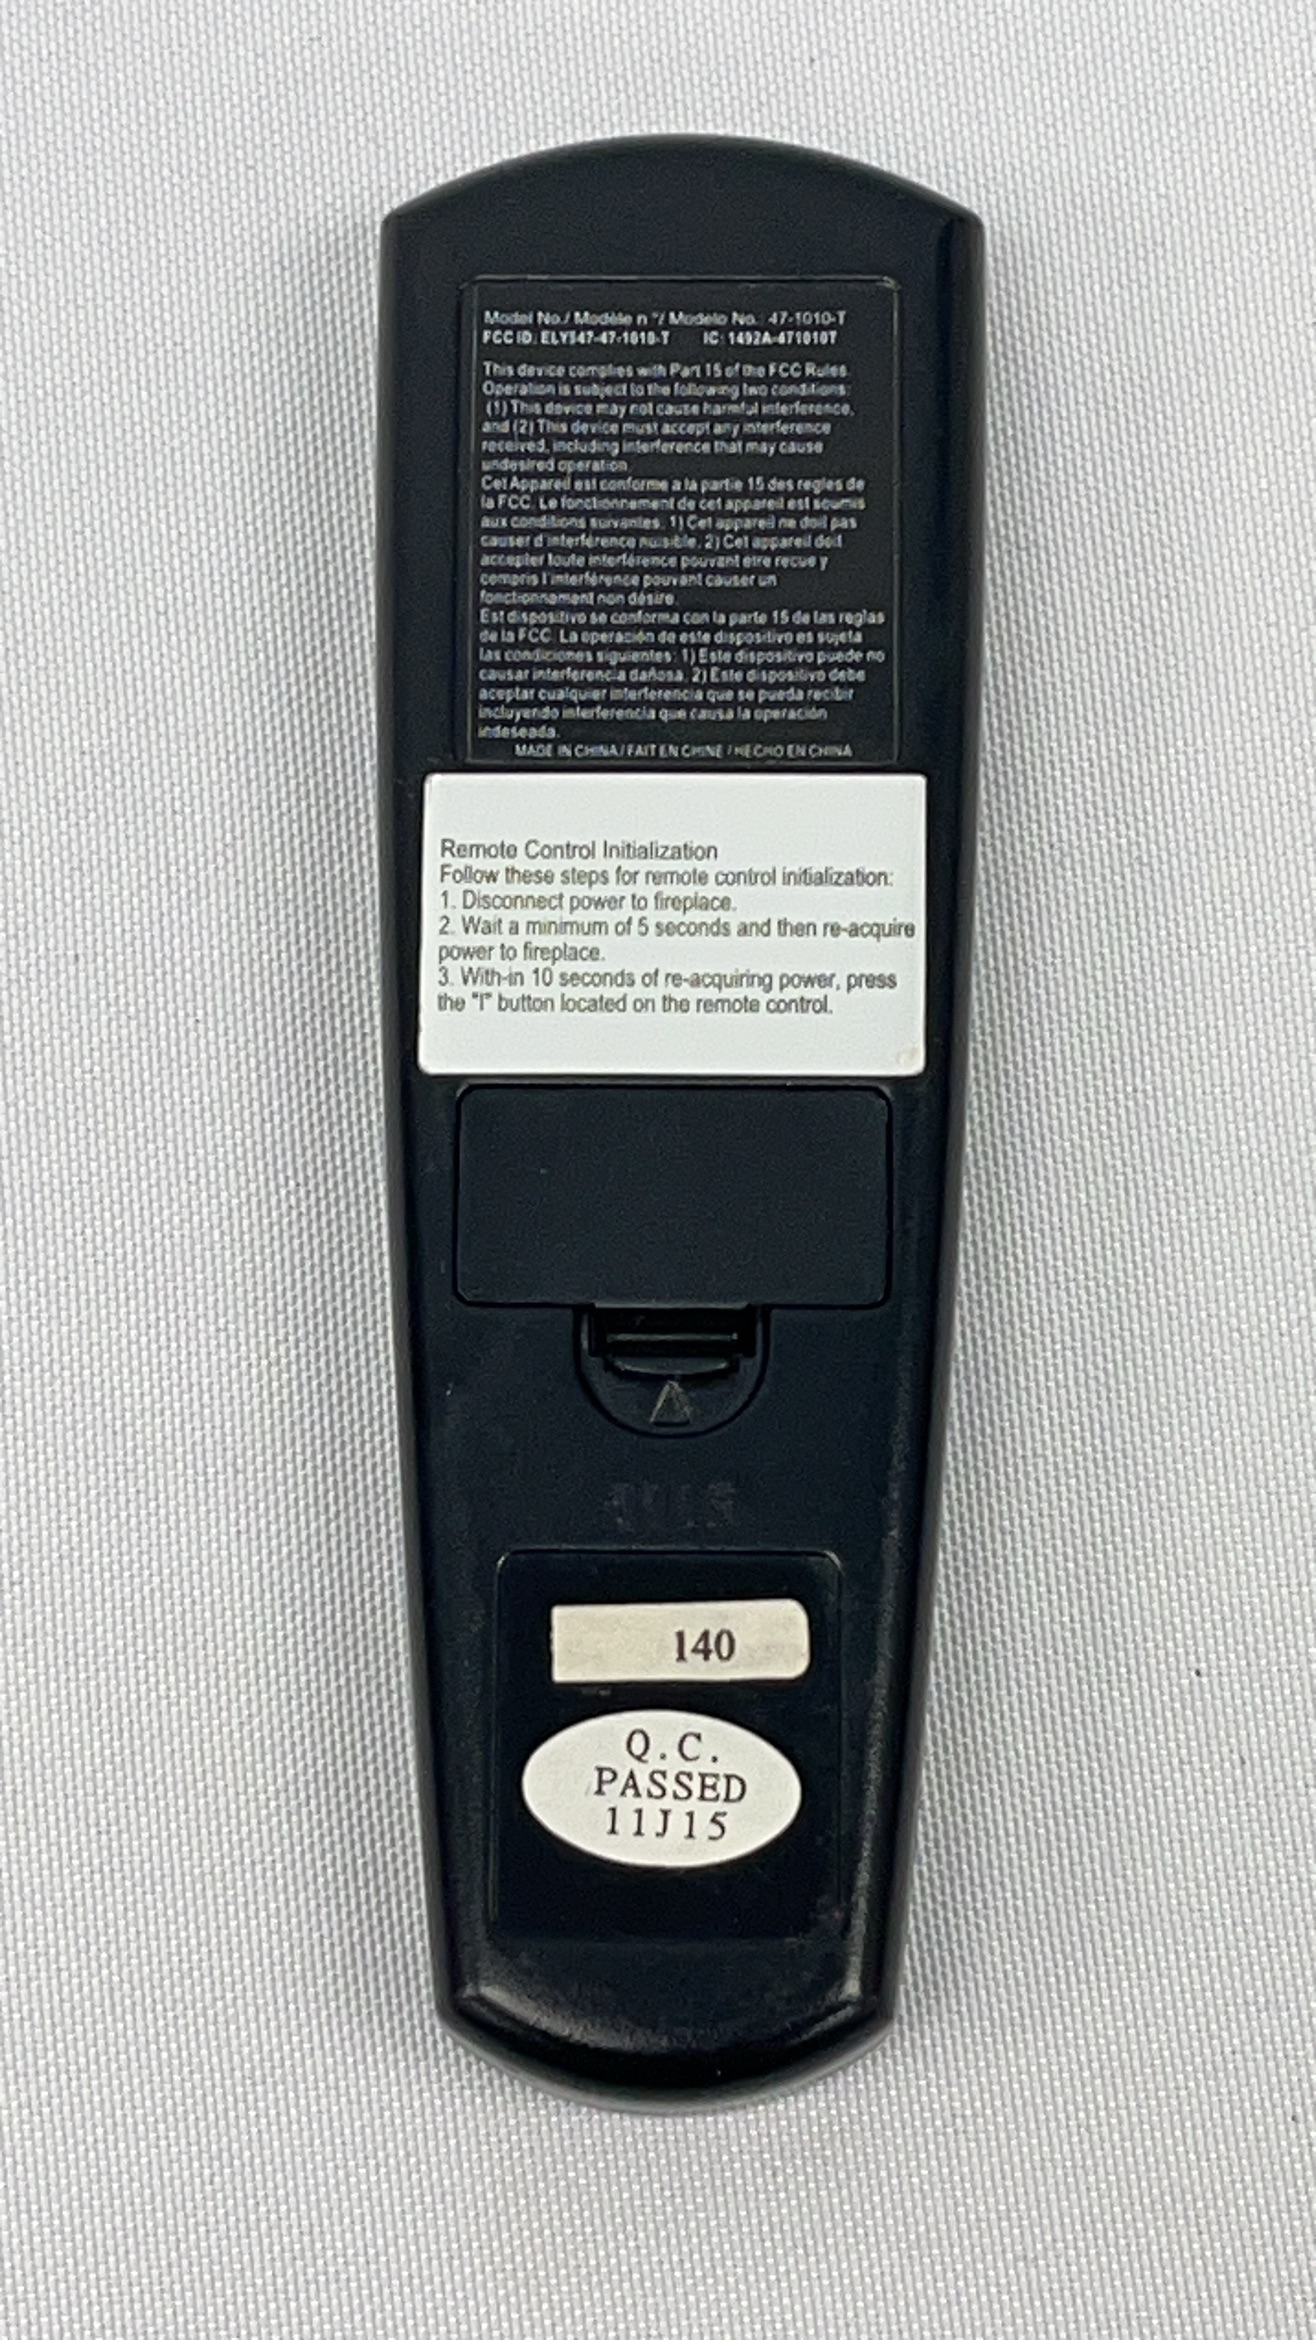 Model No./ Modèle n °/ Modelo No.: 47-1010-T
FCC ID: ELY547-47-1010-T IC: 1492A-471010T
This device complies with Part 15 of the FCC Rules.
Operation is subject to the following two conditions:
(1) This device may not cause harmful interference,
and (2) This device must accept any interference
received, including interference that may cause
undesired operation.
Cet Appareil est conforme a la partie 15 des regles de
la FCC. Le fonctionnement de cet appareil est soumis
aux conditions suivantes. 1) Cet appareil ne doit pas
causer d'interférence nuisible. 2) Cet appareil doit
accepter toute interférence pouvant etre recue y
compris l'interférence pouvant causer un
fonctionnement non désire.
Est dispositivo se conforma con la parte 15 de las reglas
de la FCC. La operación de este dispositivo es sujeta
las condiciones siguientes: 1) Este dispositivo puede no
causar interferencia dañosa. 2) Este dispositivo debe
aceptar cualquier interferencia que se pueda recibir
incluyendo interferencia que causa la operación
indeseada.
MADE IN CHINA / FAIT EN CHINE / HECHO EN CHINA
Remote Control Initialization
Follow these steps for remote control initialization:
1. Disconnect power to fireplace.
2. Wait a minimum of 5 seconds and then re-acquire
power to fireplace.
3. With-in 10 seconds of re-acquiring power, press
the "I" button located on the remote control.
140
Q.C.
PASSED
11J15